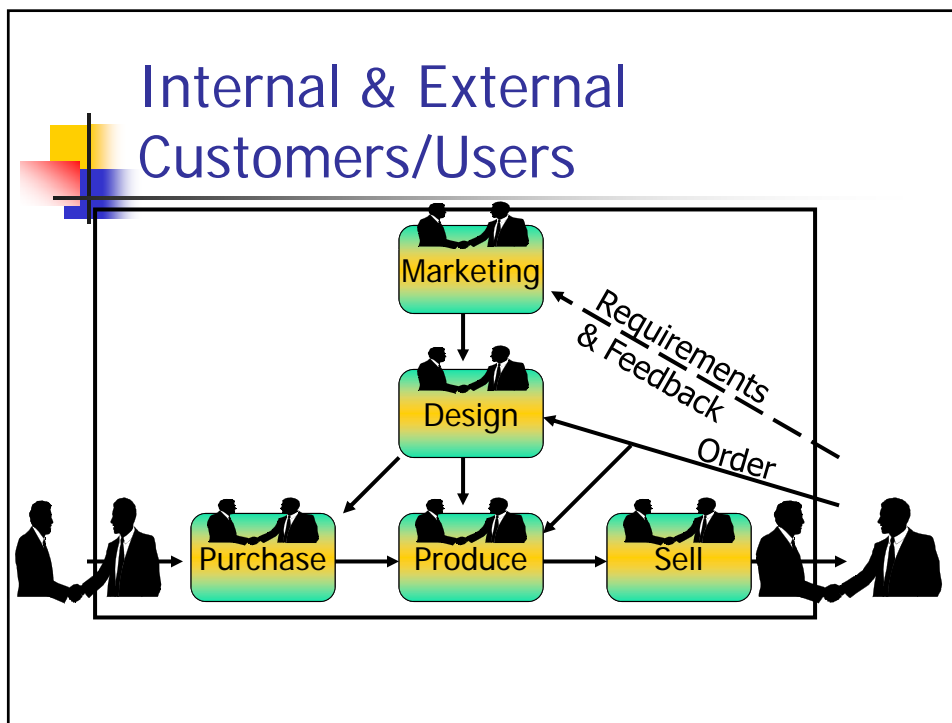 Internal & External
Customers/Users
Marketing
Requirements
& Feedback
Design
Order
Purchase
Produce
Sell